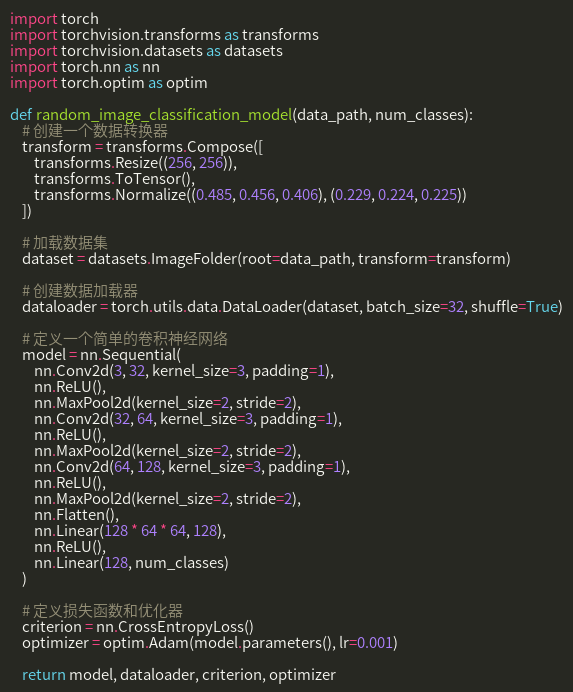 import torch
import torchvision.transforms as transforms
import torchvision.datasets as datasets
import torch.nn as nn
import torch.optim as optim

def random_image_classification_model(data_path, num_classes):
    # 创建一个数据转换器
    transform = transforms.Compose([
        transforms.Resize((256, 256)),
        transforms.ToTensor(),
        transforms.Normalize((0.485, 0.456, 0.406), (0.229, 0.224, 0.225))
    ])

    # 加载数据集
    dataset = datasets.ImageFolder(root=data_path, transform=transform)

    # 创建数据加载器
    dataloader = torch.utils.data.DataLoader(dataset, batch_size=32, shuffle=True)

    # 定义一个简单的卷积神经网络
    model = nn.Sequential(
        nn.Conv2d(3, 32, kernel_size=3, padding=1),
        nn.ReLU(),
        nn.MaxPool2d(kernel_size=2, stride=2),
        nn.Conv2d(32, 64, kernel_size=3, padding=1),
        nn.ReLU(),
        nn.MaxPool2d(kernel_size=2, stride=2),
        nn.Conv2d(64, 128, kernel_size=3, padding=1),
        nn.ReLU(),
        nn.MaxPool2d(kernel_size=2, stride=2),
        nn.Flatten(),
        nn.Linear(128 * 64 * 64, 128),
        nn.ReLU(),
        nn.Linear(128, num_classes)
    )

    # 定义损失函数和优化器
    criterion = nn.CrossEntropyLoss()
    optimizer = optim.Adam(model.parameters(), lr=0.001)

    return model, dataloader, criterion, optimizer